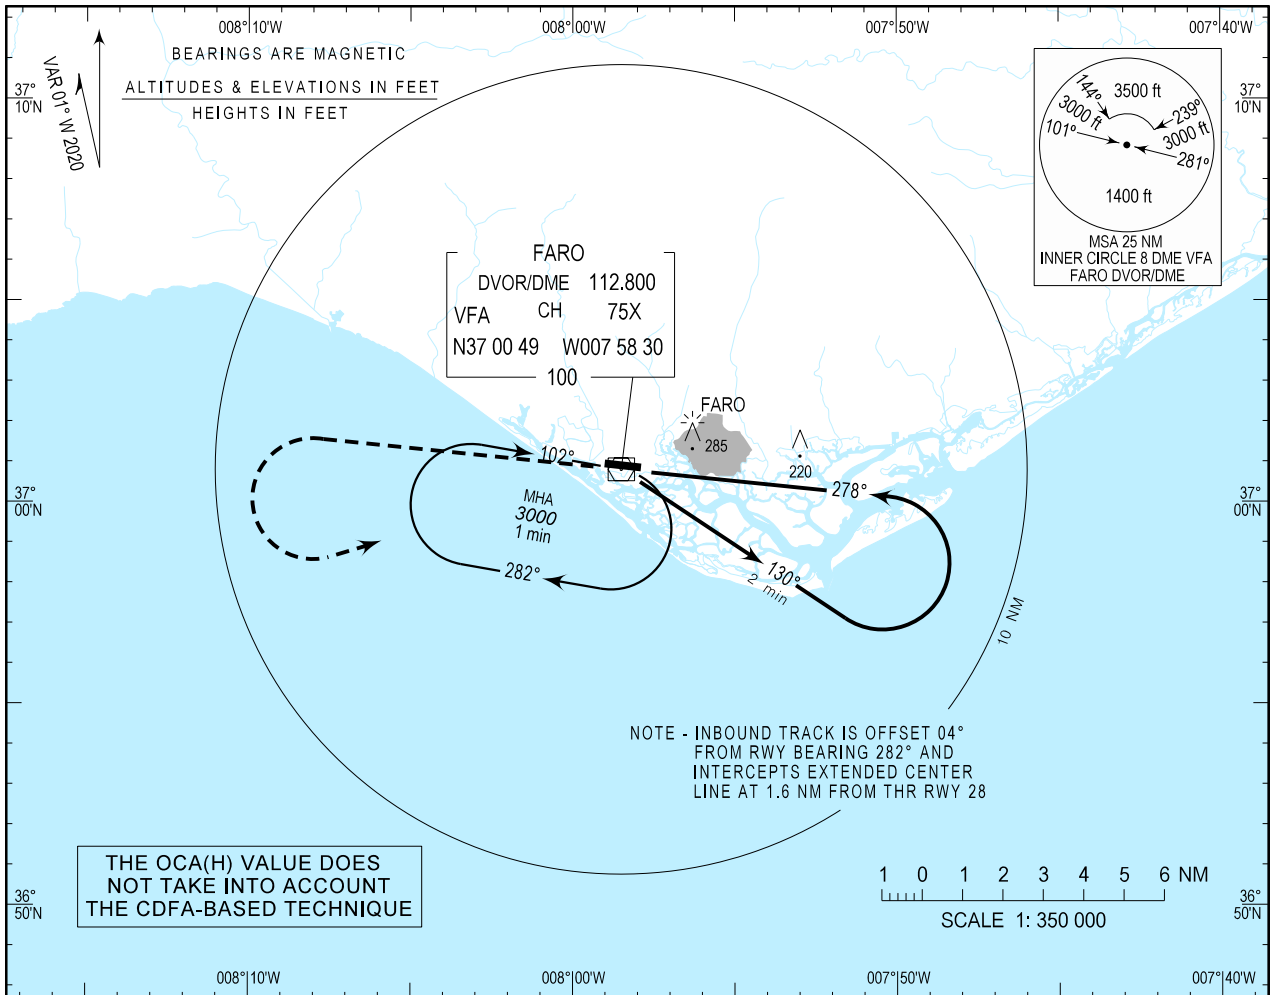 008°10'W
008°00'W
007°50'W
007°40'W
BEARINGS ARE MAGNETIC
ALTITUDES & ELEVATIONS IN FEET
HEIGHTS IN FEET
VAR 01° W 2020
37°
10'N
37°
10'N
144°
3500 ft
239°
3000 ft
3000 ft
101º
281º
1400 ft
MSA 25 NM
INNER CIRCLE 8 DME VFA
FARO DVOR/DME
FARO
DVOR/DME 112.800
VFA CH 75X
N37 00 49 W007 58 30
100
FARO
285
220
102°
278°
MHA
3000
1 min
282°
130°
2 min
37°
00'N
37°
00'N
10 NM
NOTE - INBOUND TRACK IS OFFSET 04°
FROM RWY BEARING 282° AND
INTERCEPTS EXTENDED CENTER
LINE AT 1.6 NM FROM THR RWY 28
THE OCA(H) VALUE DOES
NOT TAKE INTO ACCOUNT
THE CDFA-BASED TECHNIQUE
1 0 1 2 3 4 5 6 NM
SCALE 1: 350 000
36°
50'N
36°
50'N
008°10'W
008°00'W
007°50'W
007°40'W